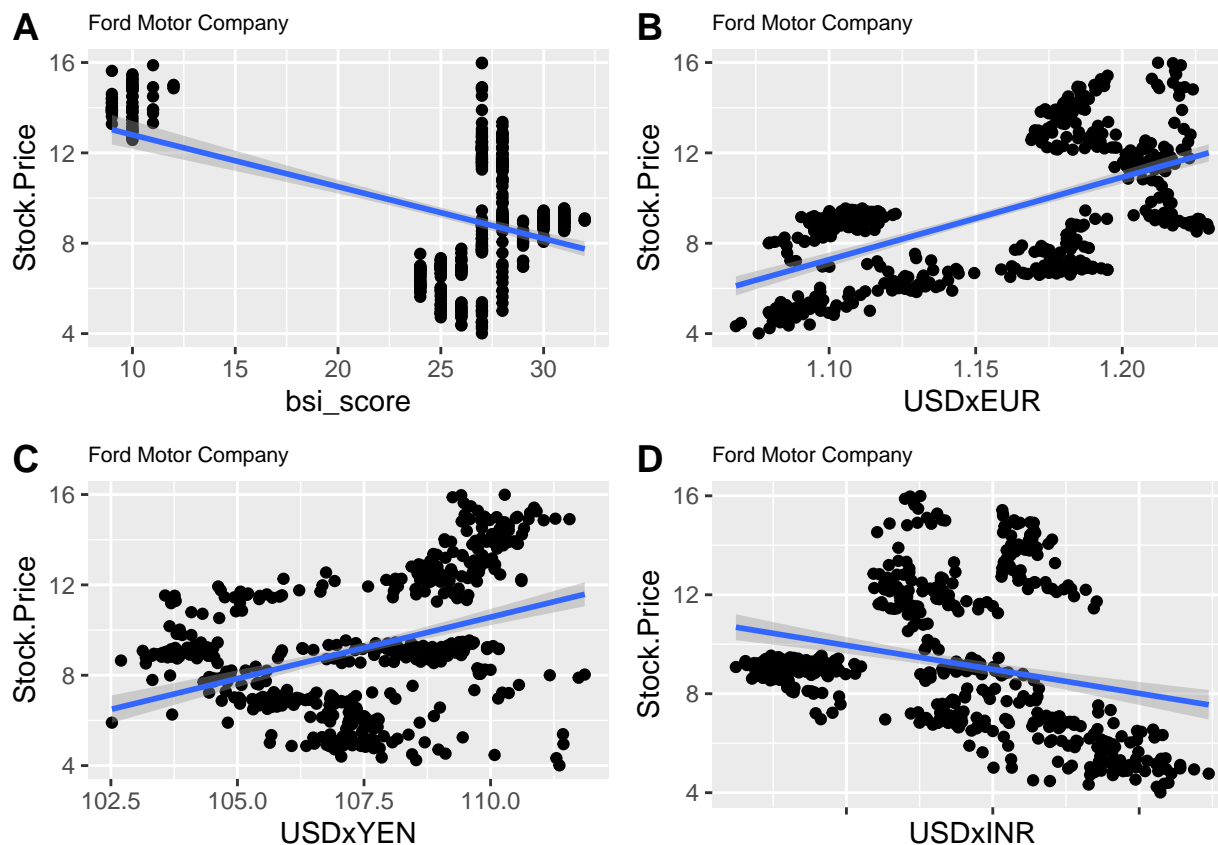 A
Ford Motor Company
16
12
8
4
Stock.Price
10
15
20
25
30
bsi_score
B
Ford Motor Company
16
12
8
4
Stock.Price
1.10
1.15
1.20
USDxEUR
C
Ford Motor Company
16
12
8
4
Stock.Price
102.5
105.0
107.5
110.0
USDxYEN
D
Ford Motor Company
16
12
8
4
Stock.Price
USDxINR